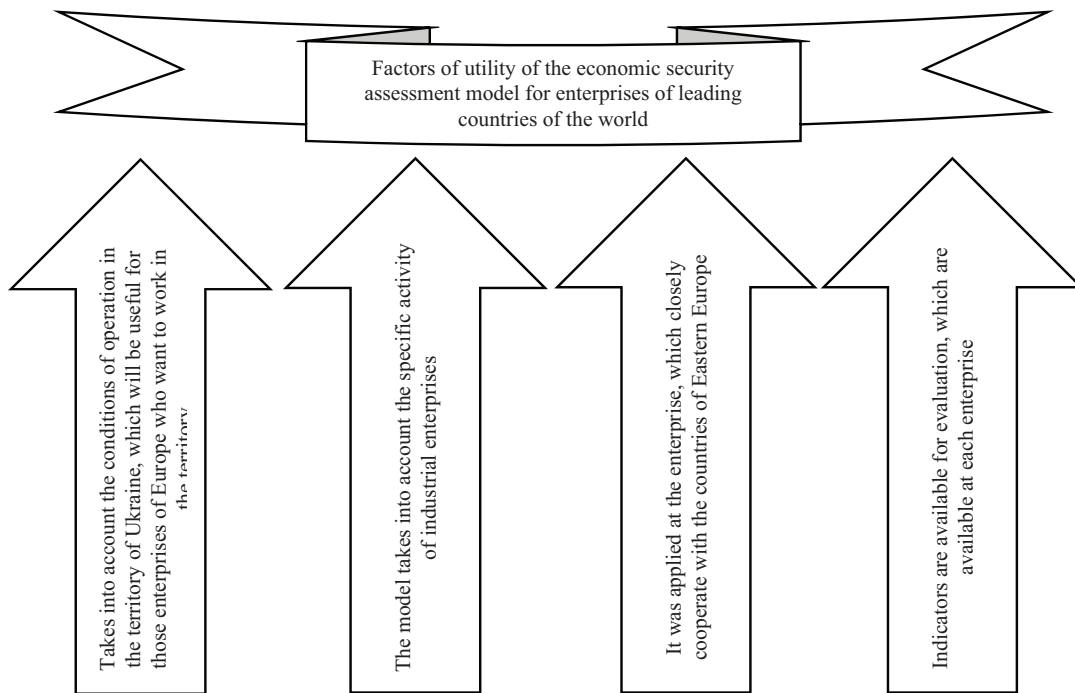 Factors of utility of the economic security
assessment model for enterprises of leading
countries of the world
Takes into account the conditions of operation in
the territory of Ukraine, which will be useful for
those enterprises of Europe who want to work in
the territory
The model takes into account the specific activity
of industrial enterprises
It was applied at the enterprise, which closely
cooperate with the countries of Eastern Europe
Indicators are available for evaluation, which are
available at each enterprise